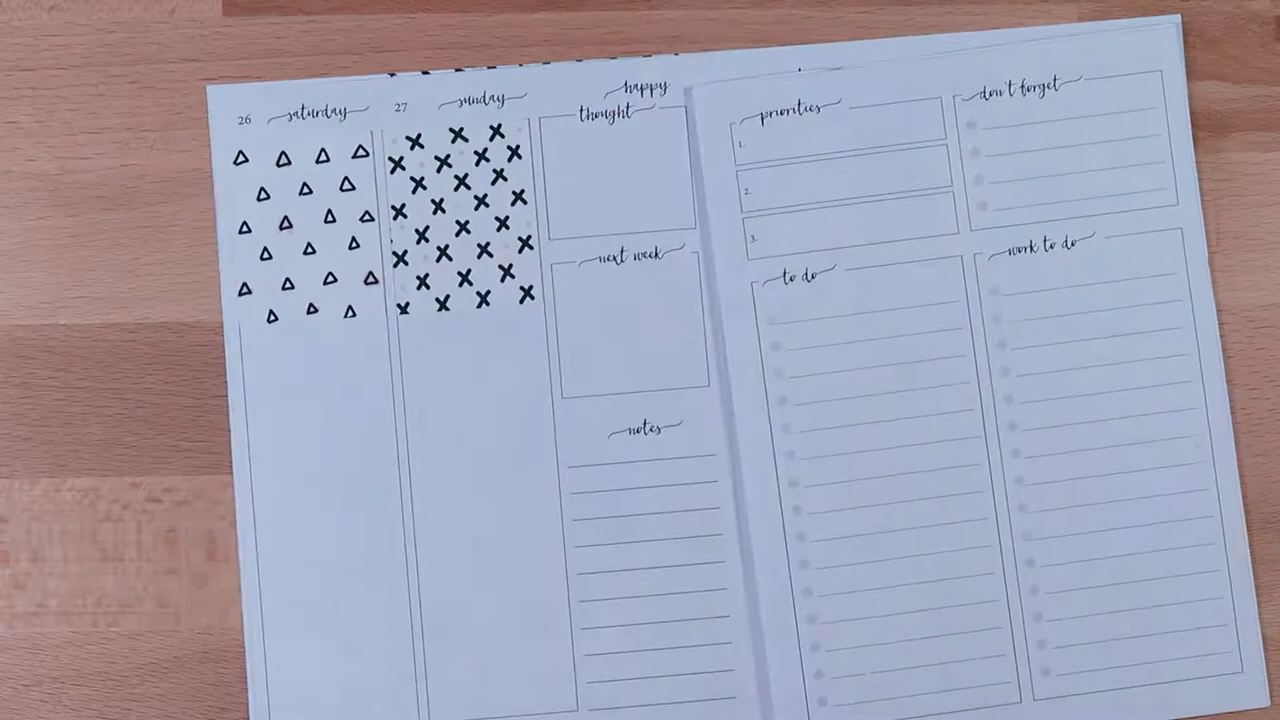 26 saturday
27 sunday
happy
thought
next week
notes
priorities
1.
2.
3.
don't forget
to do
work to do